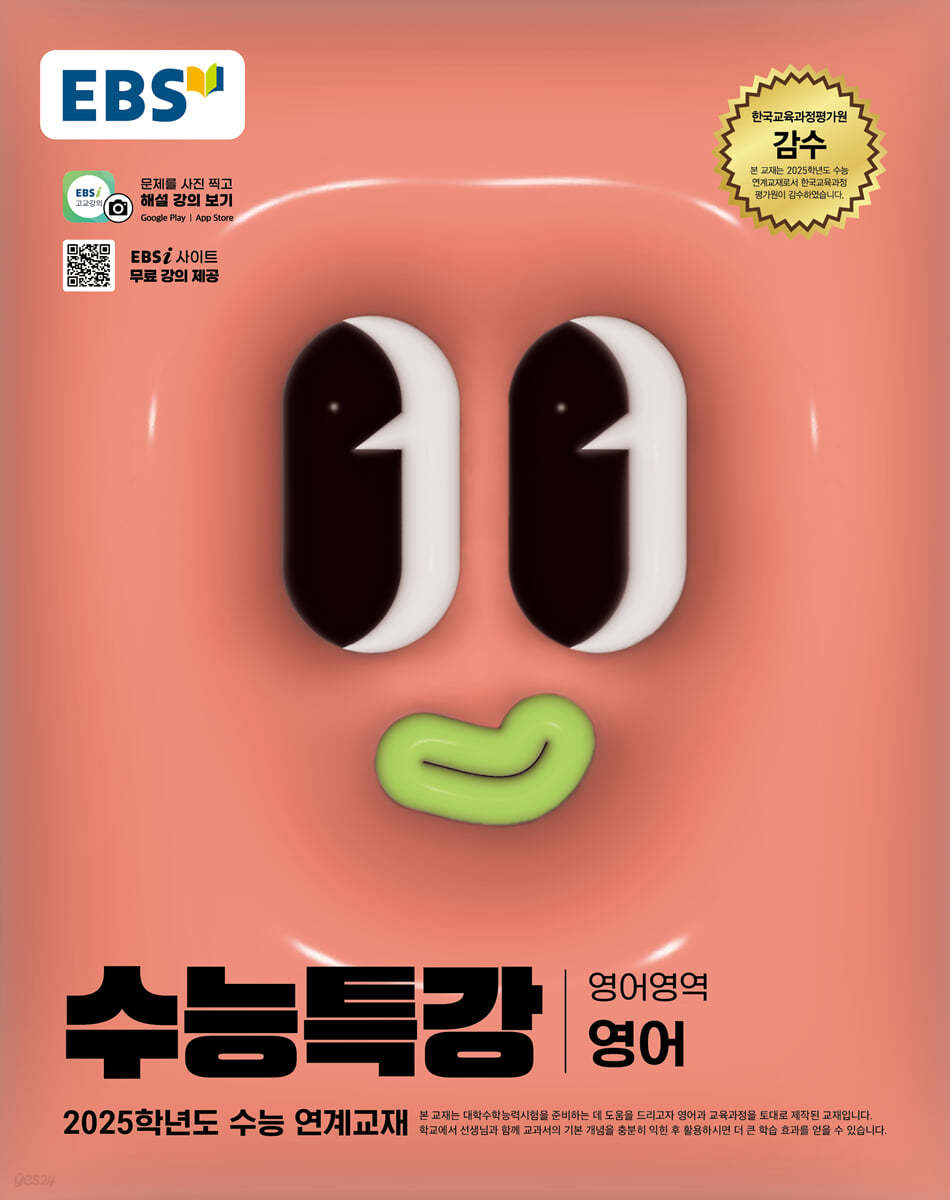 EBS
한국교육과정평가원
감수
본 교재는 2025학년도 수능
연계교재로서 한국교육과정
평가원이 감수하였습니다.
EBSi
고교강의
문제를 사진 찍고
해설 강의 보기
Google Play | App Store
EBSi 사이트
무료 강의 제공
수능특강
영어영역
영어
2025학년도 수능 연계교재
본 교재는 대학수학능력시험을 준비하는 데 도움을 드리고자 영어과 교육과정을 토대로 제작된 교재입니다.
학교에서 선생님과 함께 교과서의 기본 개념을 충분히 익힌 후 활용하시면 더 큰 학습 효과를 얻을 수 있습니다.
yes24